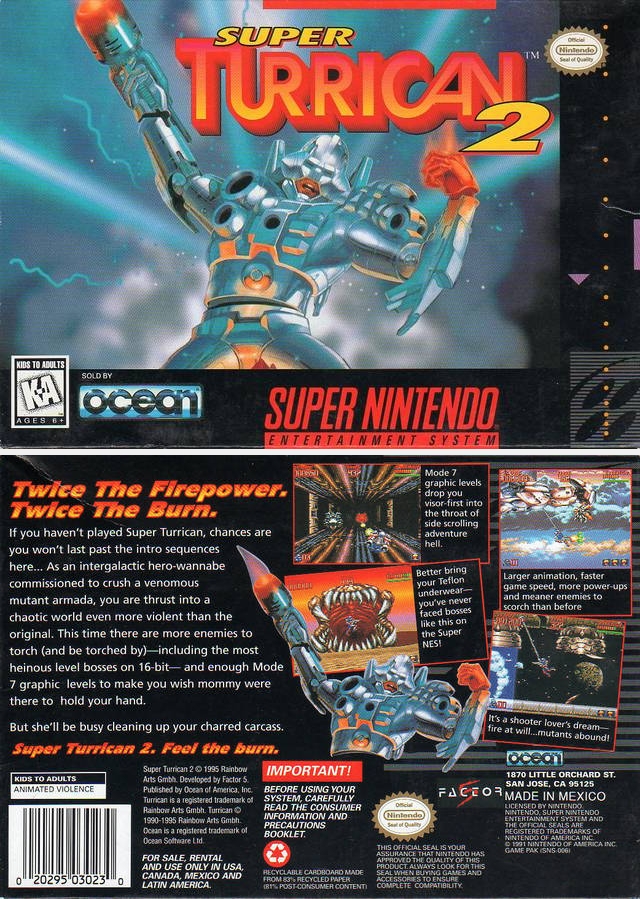 SUPER
TURRICAN
2
TM
Official
Nintendo
Seal of Quality
KIDS TO ADULTS
KA
AGES 6+
SOLD BY
ocean
SUPER NINTENDO
ENTERTAINMENT SYSTEM
Twice The Firepower.
Twice The Burn.
If you haven't played Super Turrican, chances are
you won't last past the intro sequences
here... As an intergalactic hero-wannabe
commissioned to crush a venomous
mutant armada, you are thrust into a
chaotic world even more violent than the
original. This time there are more enemies to
torch (and be torched by)—including the most
heinous level bosses on 16-bit— and enough Mode
7 graphic levels to make you wish mommy were
there to hold your hand.
But she'll be busy cleaning up your charred carcass.
Super Turrican 2. Feel the burn.
Mode 7
graphic levels
drop you
visor-first into
the throat of
side scrolling
adventure
hell.
Better bring
your Teflon
underwear—
you've never
faced bosses
like this on
the Super
NES!
Larger animation, faster
game speed, more power-ups
and meaner enemies to
scorch than before
It's a shooter lover's dream—
fire at will...mutants abound!
KIDS TO ADULTS
ANIMATED VIOLENCE
0 20295 03023 0
Super Turrican 2 © 1995 Rainbow
Arts Gmbh. Developed by Factor 5.
Published by Ocean of America, Inc.
Turrican is a registered trademark of
Rainbow Arts Gmbh. Turrican ©
1990-1995 Rainbow Arts Gmbh.
Ocean is a registered trademark of
Ocean Software Ltd.
FOR SALE, RENTAL
AND USE ONLY IN USA,
CANADA, MEXICO AND
LATIN AMERICA.
IMPORTANT!
BEFORE USING YOUR
SYSTEM, CAREFULLY
READ THE CONSUMER
INFORMATION AND
PRECAUTIONS
BOOKLET.
RECYCLABLE CARDBOARD MADE
FROM 83% RECYCLED PAPER
(81% POST-CONSUMER CONTENT)
Official
Nintendo
Seal of Quality
THIS OFFICIAL SEAL IS YOUR
ASSURANCE THAT NINTENDO HAS
APPROVED THE QUALITY OF THIS
PRODUCT. ALWAYS LOOK FOR THIS
SEAL WHEN BUYING GAMES AND
ACCESSORIES TO ENSURE
COMPLETE COMPATIBILITY.
FACTOR 5
ocean
1870 LITTLE ORCHARD ST.
SAN JOSE, CA 95125
MADE IN MEXICO
LICENSED BY NINTENDO.
NINTENDO, SUPER NINTENDO
ENTERTAINMENT SYSTEM AND
THE OFFICIAL SEALS ARE
REGISTERED TRADEMARKS OF
NINTENDO OF AMERICA INC.
© 1991 NINTENDO OF AMERICA INC.
GAME PAK (SNS-006)